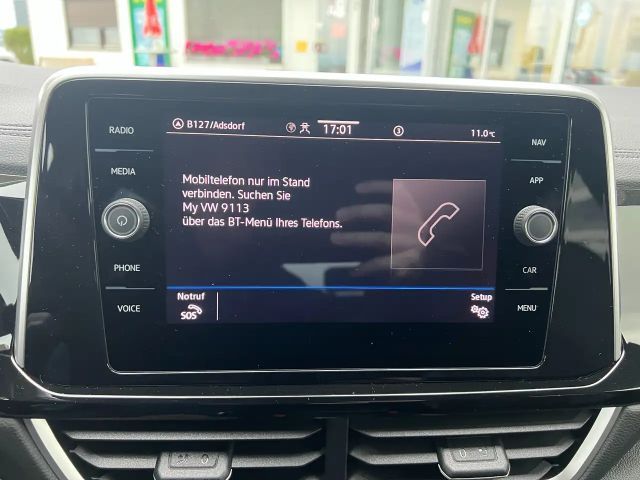 RADIO
MEDIA
PHONE
VOICE
B127/Adsdorf
17:01
3
11.0°C
Mobiltelefon nur im Stand
verbinden. Suchen Sie
My VW 9113
über das BT-Menü Ihres Telefons.
Notruf
SOS
Setup
NAV
APP
CAR
MENU